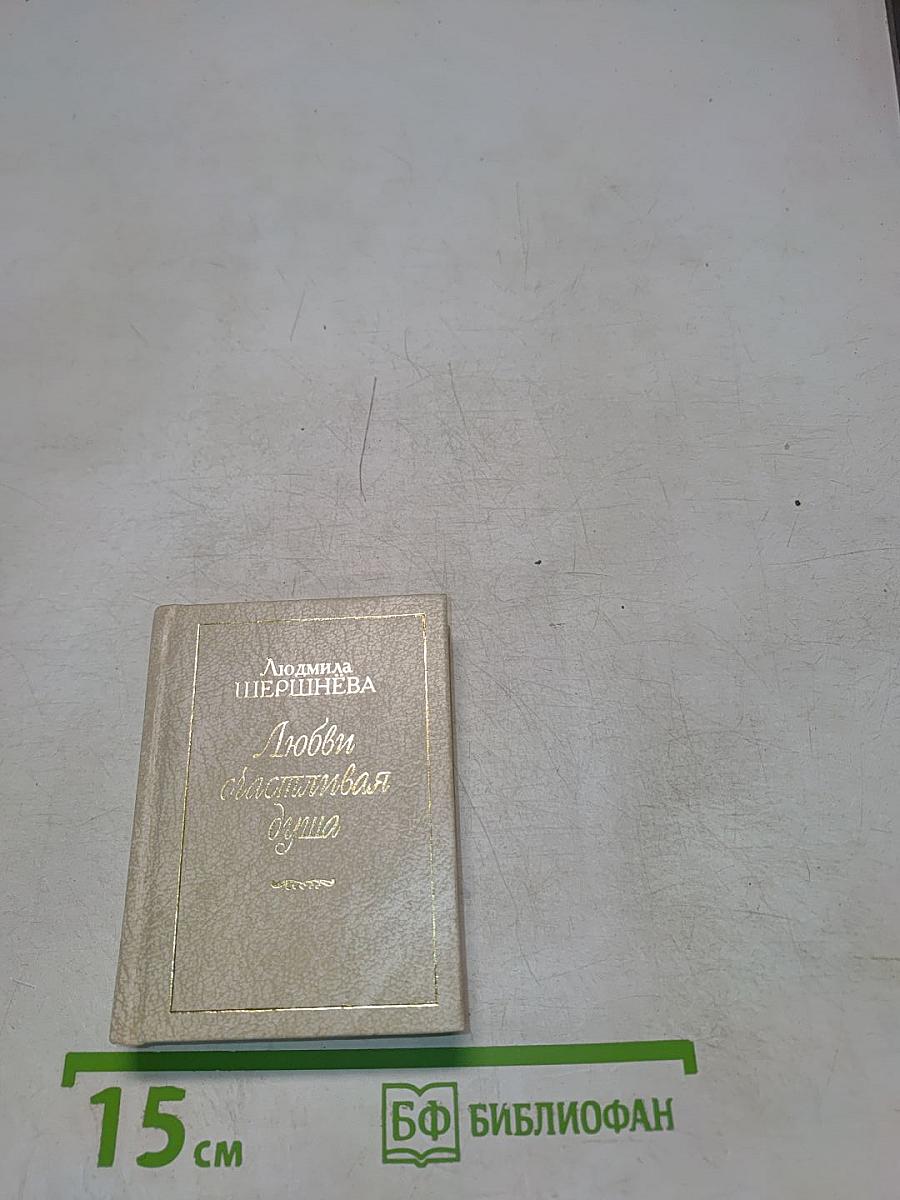 Людмила
ШЕРШНЁВА
Любви
счастливая
душа
15 см
БФ БИБЛИОФАН